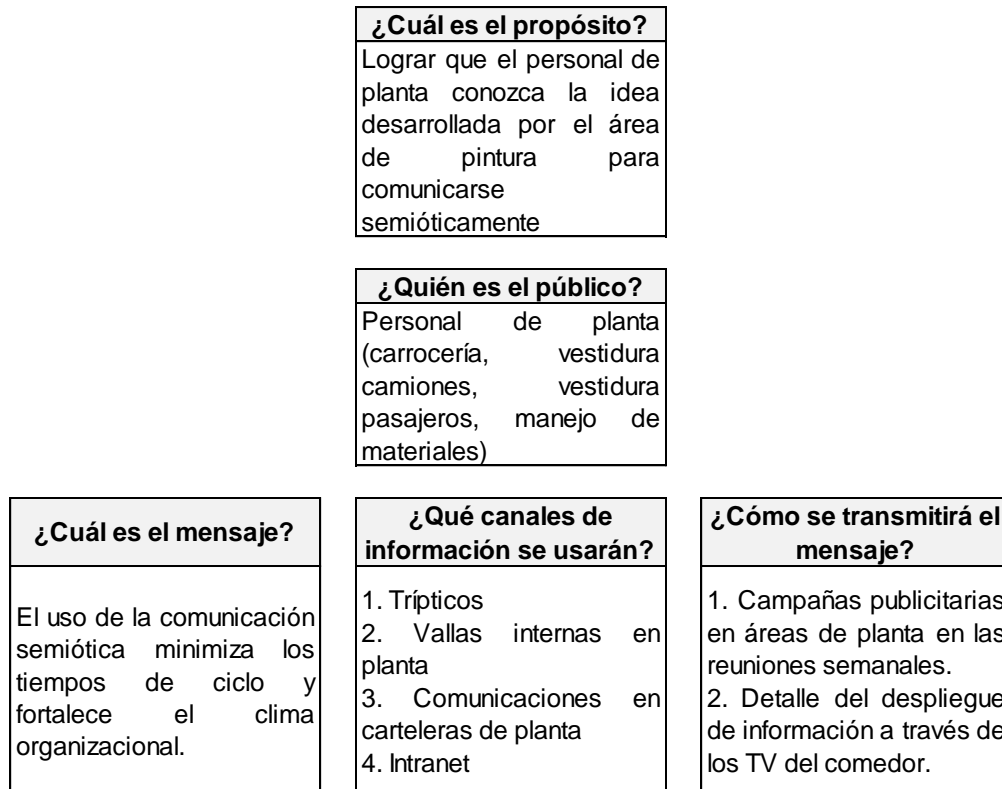 ¿Cuál es el propósito?
Lograr que el personal de
planta conozca la idea
desarrollada por el área
de pintura para
comunicarse
semióticamente
¿Quién es el público?
Personal de planta
(carrocería, vestidura
camiones, vestidura
pasajeros, manejo de
materiales)
¿Cuál es el mensaje?
El uso de la comunicación
semiótica minimiza los
tiempos de ciclo y
fortalece el clima
organizacional.
¿Qué canales de
información se usarán?
1. Trípticos
2. Vallas internas en
planta
3. Comunicaciones en
carteleras de planta
4. Intranet
¿Cómo se transmitirá el
mensaje?
1. Campañas publicitarias
en áreas de planta en las
reuniones semanales.
2. Detalle del despliegue
de información a través de
los TV del comedor.